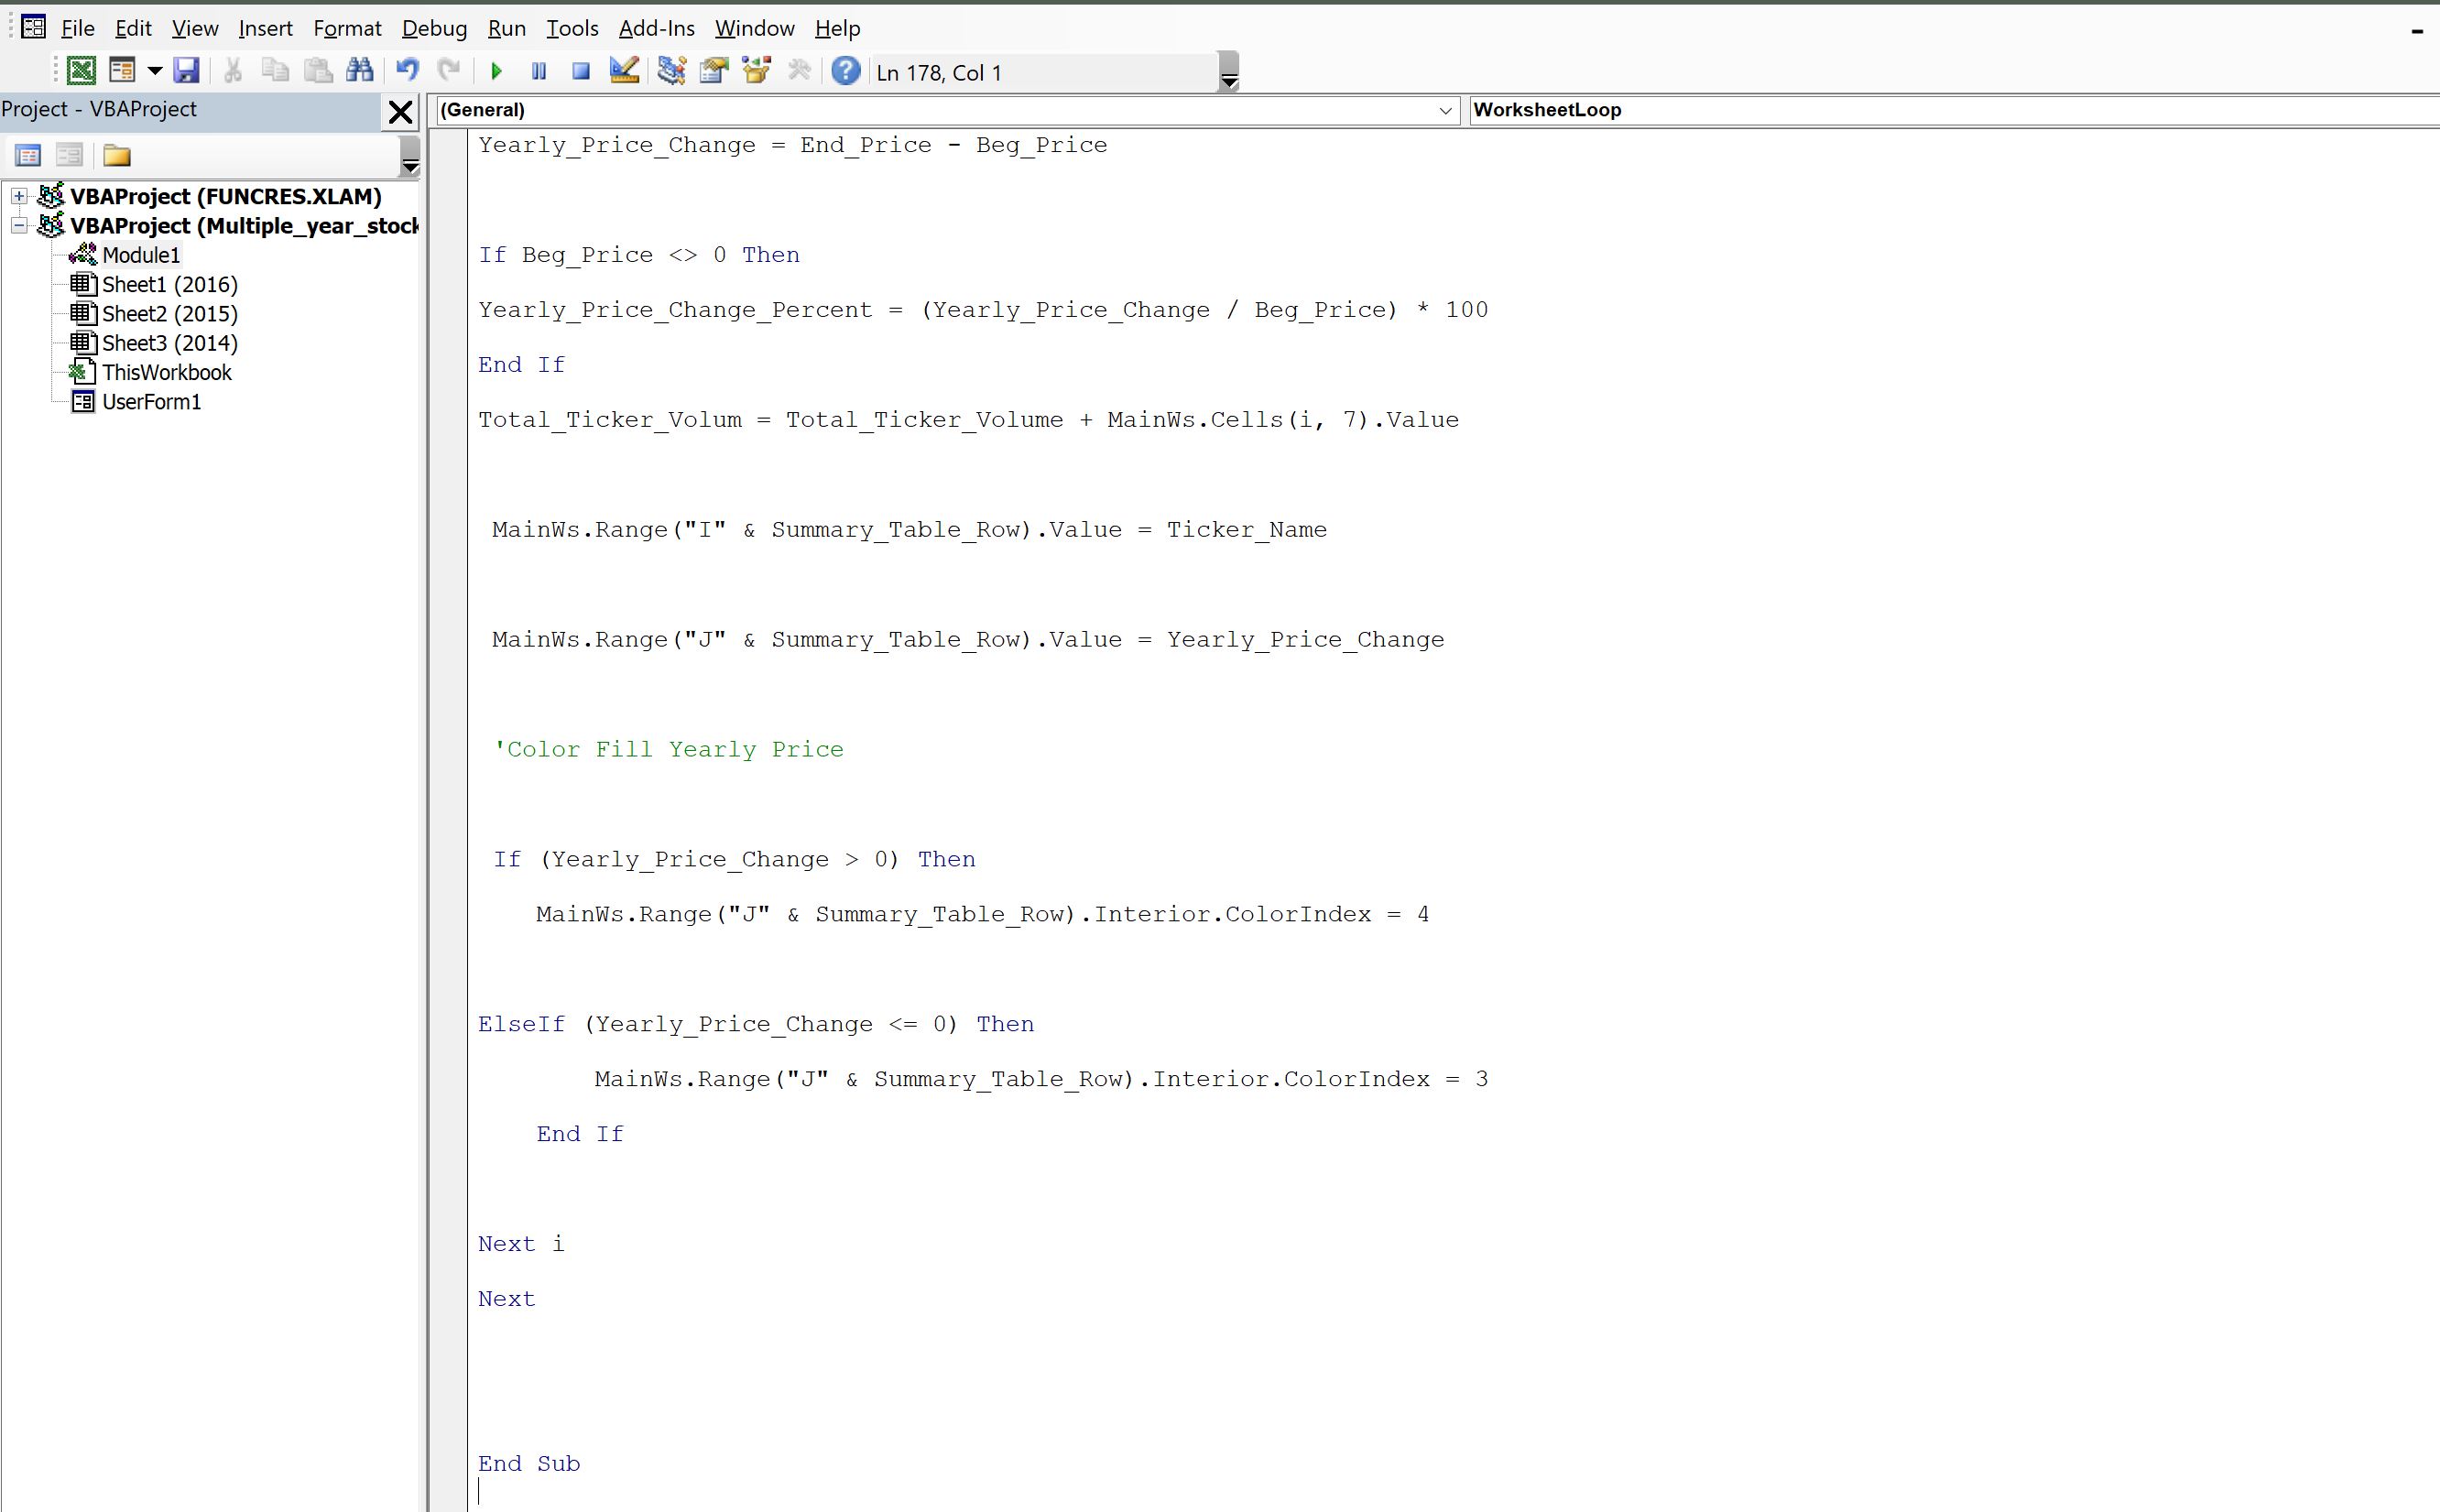 File Edit View Insert Format Debug Run Tools Add-Ins Window Help
Ln 178, Col 1
Project - VBAProject
(General)
WorksheetLoop
VBAProject (FUNCRES.XLAM)
VBAProject (Multiple_year_stock
Module1
Sheet1 (2016)
Sheet2 (2015)
Sheet3 (2014)
ThisWorkbook
UserForm1
Yearly_Price_Change = End_Price - Beg_Price
If Beg_Price <> 0 Then
Yearly_Price_Change_Percent = (Yearly_Price_Change / Beg_Price) * 100
End If
Total_Ticker_Volum = Total_Ticker_Volume + MainWs.Cells(i, 7).Value
MainWs.Range("I" & Summary_Table_Row).Value = Ticker_Name
MainWs.Range("J" & Summary_Table_Row).Value = Yearly_Price_Change
'Color Fill Yearly Price
If (Yearly_Price_Change > 0) Then
MainWs.Range("J" & Summary_Table_Row).Interior.ColorIndex = 4
ElseIf (Yearly_Price_Change <= 0) Then
MainWs.Range("J" & Summary_Table_Row).Interior.ColorIndex = 3
End If
Next i
Next
End Sub